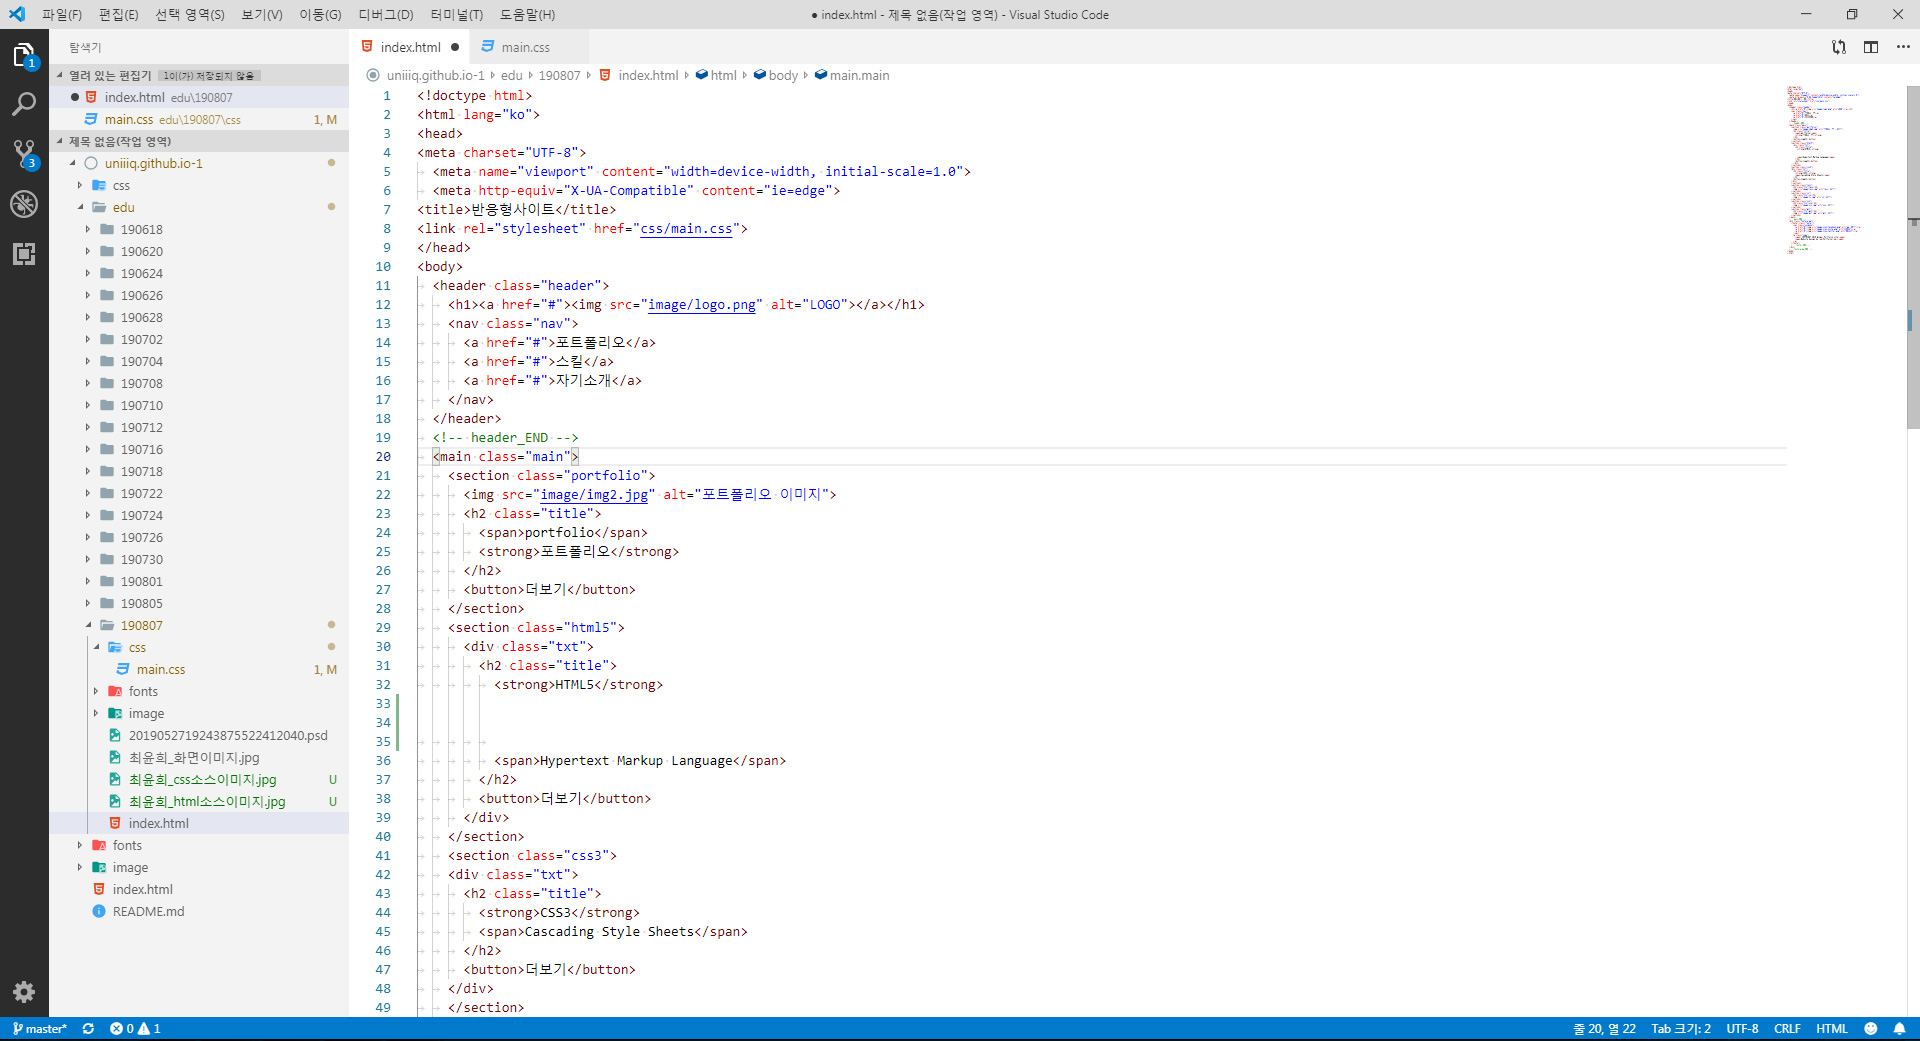 파일(F) 편집(E) 선택 영역(S) 보기(V) 이동(G) 디버그(D) 터미널(T) 도움말(H) ● index.html - 제목 없음(작업 영역) - Visual Studio Code
탐색기
열려 있는 편집기 1이(가) 저장되지 않음
index.html edu\190807
main.css edu\190807\css 1, M
제목 없음(작업 영역)
uniiiq.github.io-1
css
edu
190618
190620
190624
190626
190628
190702
190704
190708
190710
190712
190716
190718
190722
190724
190726
190730
190801
190805
190807
css
main.css 1, M
fonts
image
2019052719243875522412040.psd
최윤희_화면이미지.jpg
최윤희_css소스이미지.jpg U
최윤희_html소스이미지.jpg U
index.html
fonts
image
index.html
README.md
1
3
index.html ● main.css
uniiiq.github.io-1 edu 190807 index.html html body main.main
1 <!doctype html>
2 <html lang="ko">
3 <head>
4 <meta charset="UTF-8">
5 <meta name="viewport" content="width=device-width, initial-scale=1.0">
6 <meta http-equiv="X-UA-Compatible" content="ie=edge">
7 <title>반응형사이트</title>
8 <link rel="stylesheet" href="css/main.css">
9 </head>
10 <body>
11 <header class="header">
12 <h1><a href="#"><img src="image/logo.png" alt="LOGO"></a></h1>
13 <nav class="nav">
14 <a href="#">포트폴리오</a>
15 <a href="#">스킬</a>
16 <a href="#">자기소개</a>
17 </nav>
18 </header>
19 <!-- header_END -->
20 <main class="main">
21 <section class="portfolio">
22 <img src="image/img2.jpg" alt="포트폴리오 이미지">
23 <h2 class="title">
24 <span>portfolio</span>
25 <strong>포트폴리오</strong>
26 </h2>
27 <button>더보기</button>
28 </section>
29 <section class="html5">
30 <div class="txt">
31 <h2 class="title">
32 <strong>HTML5</strong>
33
34
35
36 <span>Hypertext Markup Language</span>
37 </h2>
38 <button>더보기</button>
39 </div>
40 </section>
41 <section class="css3">
42 <div class="txt">
43 <h2 class="title">
44 <strong>CSS3</strong>
45 <span>Cascading Style Sheets</span>
46 </h2>
47 <button>더보기</button>
48 </div>
49 </section>
master* 0 1 줄 20, 열 22 Tab 크기: 2 UTF-8 CRLF HTML